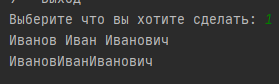 Выберите что вы хотите сделать: 1
Иванов Иван Иванович
ИвановИванИванович